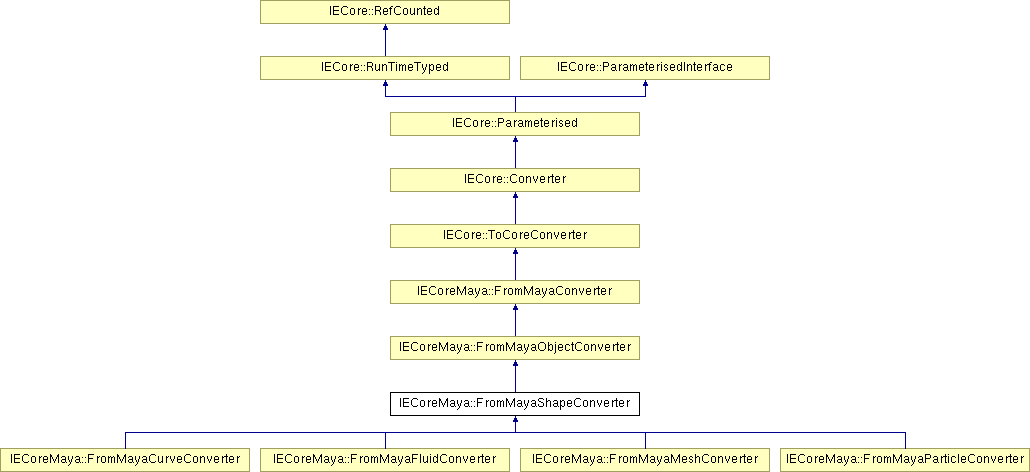 IECore::RefCounted
IECore::RunTimeTyped
IECore::ParameterisedInterface
IECore::Parameterised
IECore::Converter
IECore::ToCoreConverter
IECoreMaya::FromMayaConverter
IECoreMaya::FromMayaObjectConverter
IECoreMaya::FromMayaShapeConverter
IECoreMaya::FromMayaCurveConverter
IECoreMaya::FromMayaFluidConverter
IECoreMaya::FromMayaMeshConverter
IECoreMaya::FromMayaParticleConverter